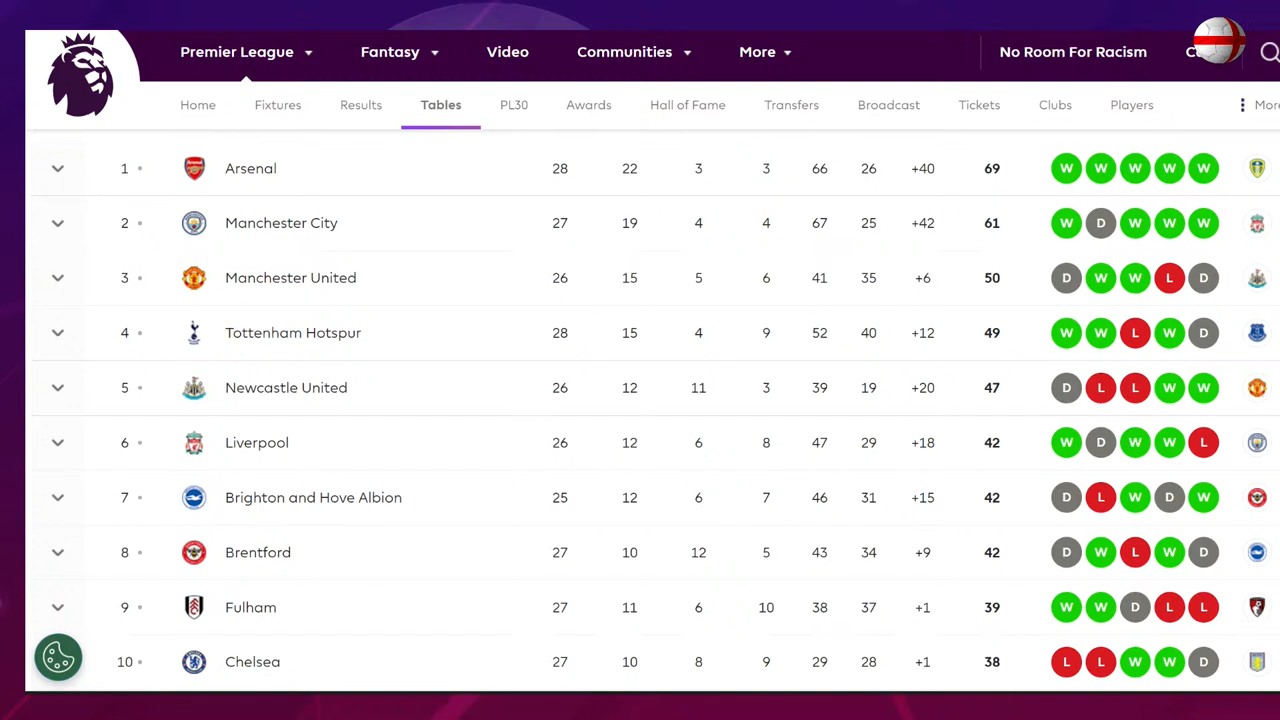 Premier League Fantasy Video Communities More No Room For Racism
Home Fixtures Results Tables PL30 Awards Hall of Fame Transfers Broadcast Tickets Clubs Players More
1 Arsenal 28 22 3 3 66 26 +40 69 W W W W W
2 Manchester City 27 19 4 4 67 25 +42 61 W D W W W
3 Manchester United 26 15 5 6 41 35 +6 50 D W W L D
4 Tottenham Hotspur 28 15 4 9 52 40 +12 49 W W L W D
5 Newcastle United 26 12 11 3 39 19 +20 47 D L L W W
6 Liverpool 26 12 6 8 47 29 +18 42 W D W W L
7 Brighton and Hove Albion 25 12 6 7 46 31 +15 42 D L W D W
8 Brentford 27 10 12 5 43 34 +9 42 D W L W D
9 Fulham 27 11 6 10 38 37 +1 39 W W D L L
10 Chelsea 27 10 8 9 29 28 +1 38 L L W W D